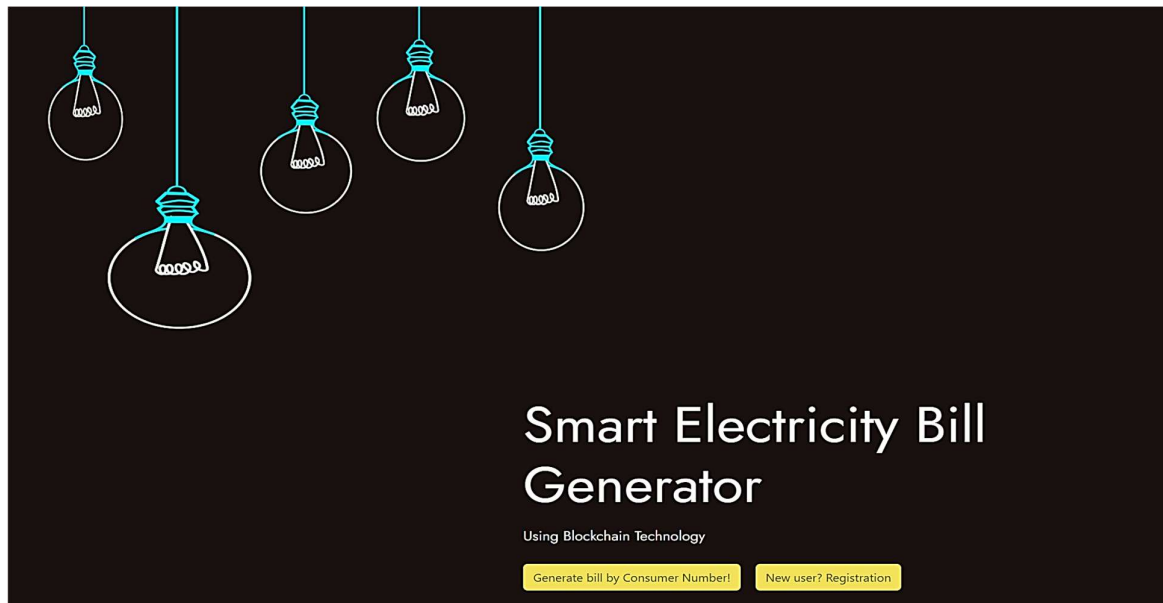 Smart Electricity Bill
Generator
Using Blockchain Technology
Generate bill by Consumer Number!
New user? Registration